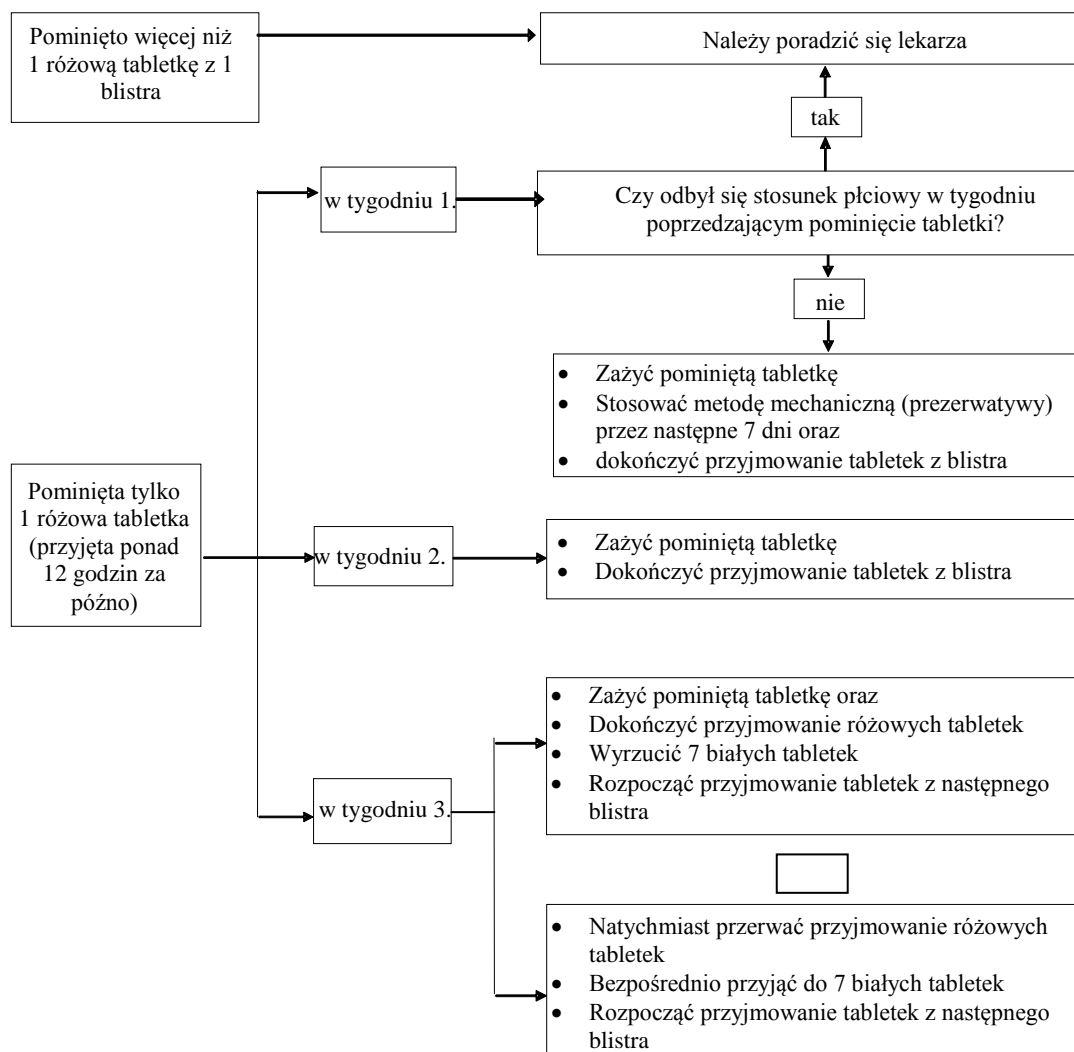 Pominięto więcej niż
1 różową tabletkę z 1
blistra
Należy poradzić się lekarza
tak
w tygodniu 1.
Czy odbył się stosunek płciowy w tygodniu
poprzedzającym pominięcie tabletki?
nie
• Zażyć pominiętą tabletkę
• Stosować metodę mechaniczną (prezerwatywy)
przez następne 7 dni oraz
• dokończyć przyjmowanie tabletek z blistra
Pominięta tylko
1 różowa tabletka
(przyjęta ponad
12 godzin za
późno)
w tygodniu 2.
• Zażyć pominiętą tabletkę
• Dokończyć przyjmowanie tabletek z blistra
w tygodniu 3.
• Zażyć pominiętą tabletkę oraz
• Dokończyć przyjmowanie różowych tabletek
• Wyrzucić 7 białych tabletek
• Rozpocząć przyjmowanie tabletek z następnego
blistra
• Natychmiast przerwać przyjmowanie różowych
tabletek
• Bezpośrednio przyjąć do 7 białych tabletek
• Rozpocząć przyjmowanie tabletek z następnego
blistra